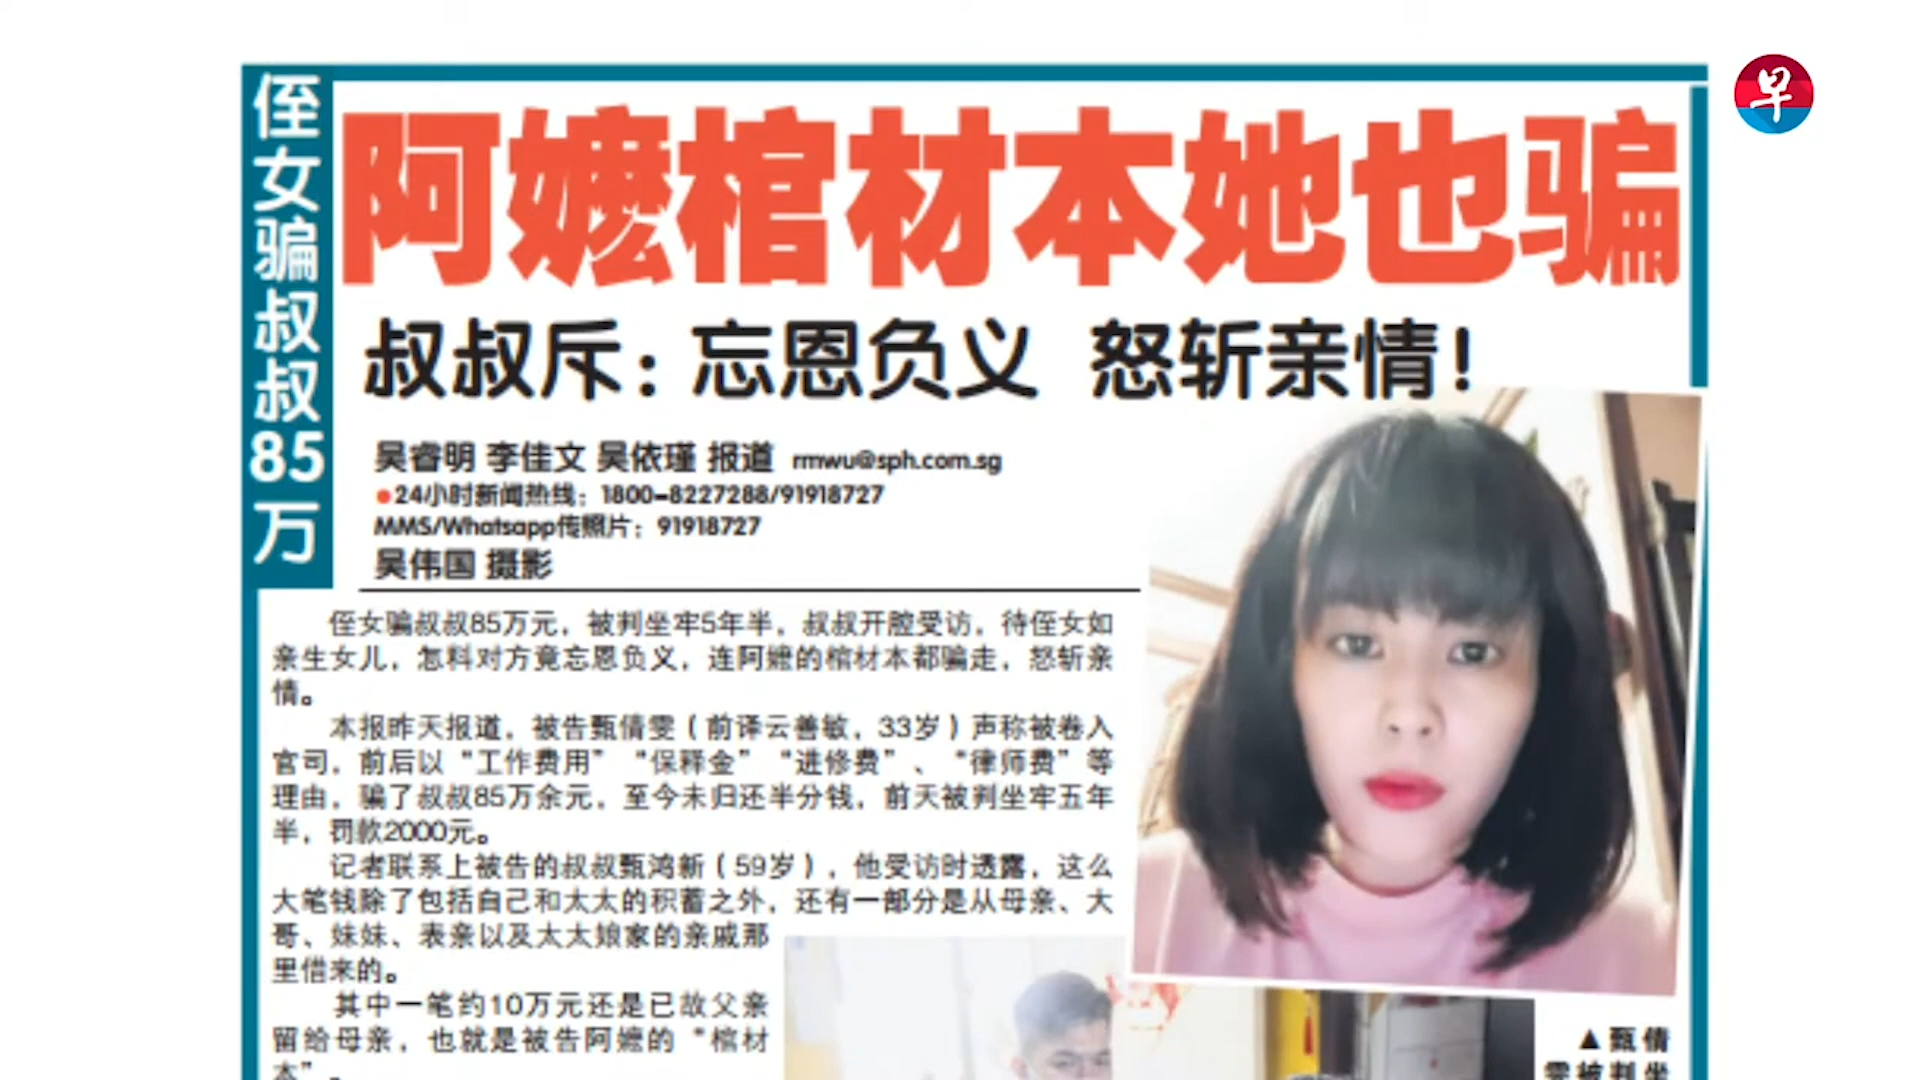 早
侄女骗叔叔85万
阿嬷棺材本她也骗
叔叔斥：忘恩负义 怒斩亲情！
吴睿明 李佳文 吴依瑾 报道 rmwu@sph.com.sg
●24小时新闻热线：1800-8227288/91918727
MMS/Whatsapp传照片：91918727
吴伟国 摄影
侄女骗叔叔85万元，被判坐牢5年半，叔叔开腔受访，待侄女如
亲生女儿，怎料对方竟忘恩负义，连阿嬷的棺材本都骗走，怒斩亲
情。
本报昨天报道，被告甄倩雯（前译云善敏，33岁）声称被卷入
官司，前后以“工作费用”“保释金”“进修费”、“律师费”等
理由，骗了叔叔85万余元，至今未归还半分钱，前天被判坐牢五年
半，罚款2000元。
记者联系上被告的叔叔甄鸿新（59岁），他受访时透露，这么
大笔钱除了包括自己和太太的积蓄之外，还有一部分是从母亲、大
哥、妹妹、表亲以及太太娘家的亲戚那
里借来的。
其中一笔约10万元还是已故父亲
留给母亲，也就是被告阿嬷的“棺材
本”。
▲甄倩
雯被判坐